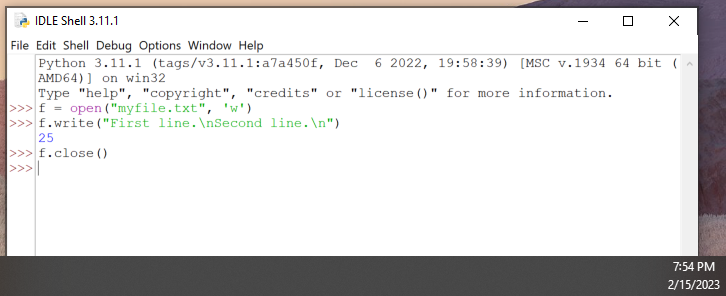 IDLE Shell 3.11.1
File Edit Shell Debug Options Window Help
Python 3.11.1 (tags/v3.11.1:a7a450f, Dec  6 2022, 19:58:39) [MSC v.1934 64 bit (
AMD64)] on win32
Type "help", "copyright", "credits" or "license()" for more information.
>>> f = open("myfile.txt", 'w')
>>> f.write("First line.\nSecond line.\n")
25
>>> f.close()
>>>
7:54 PM
2/15/2023